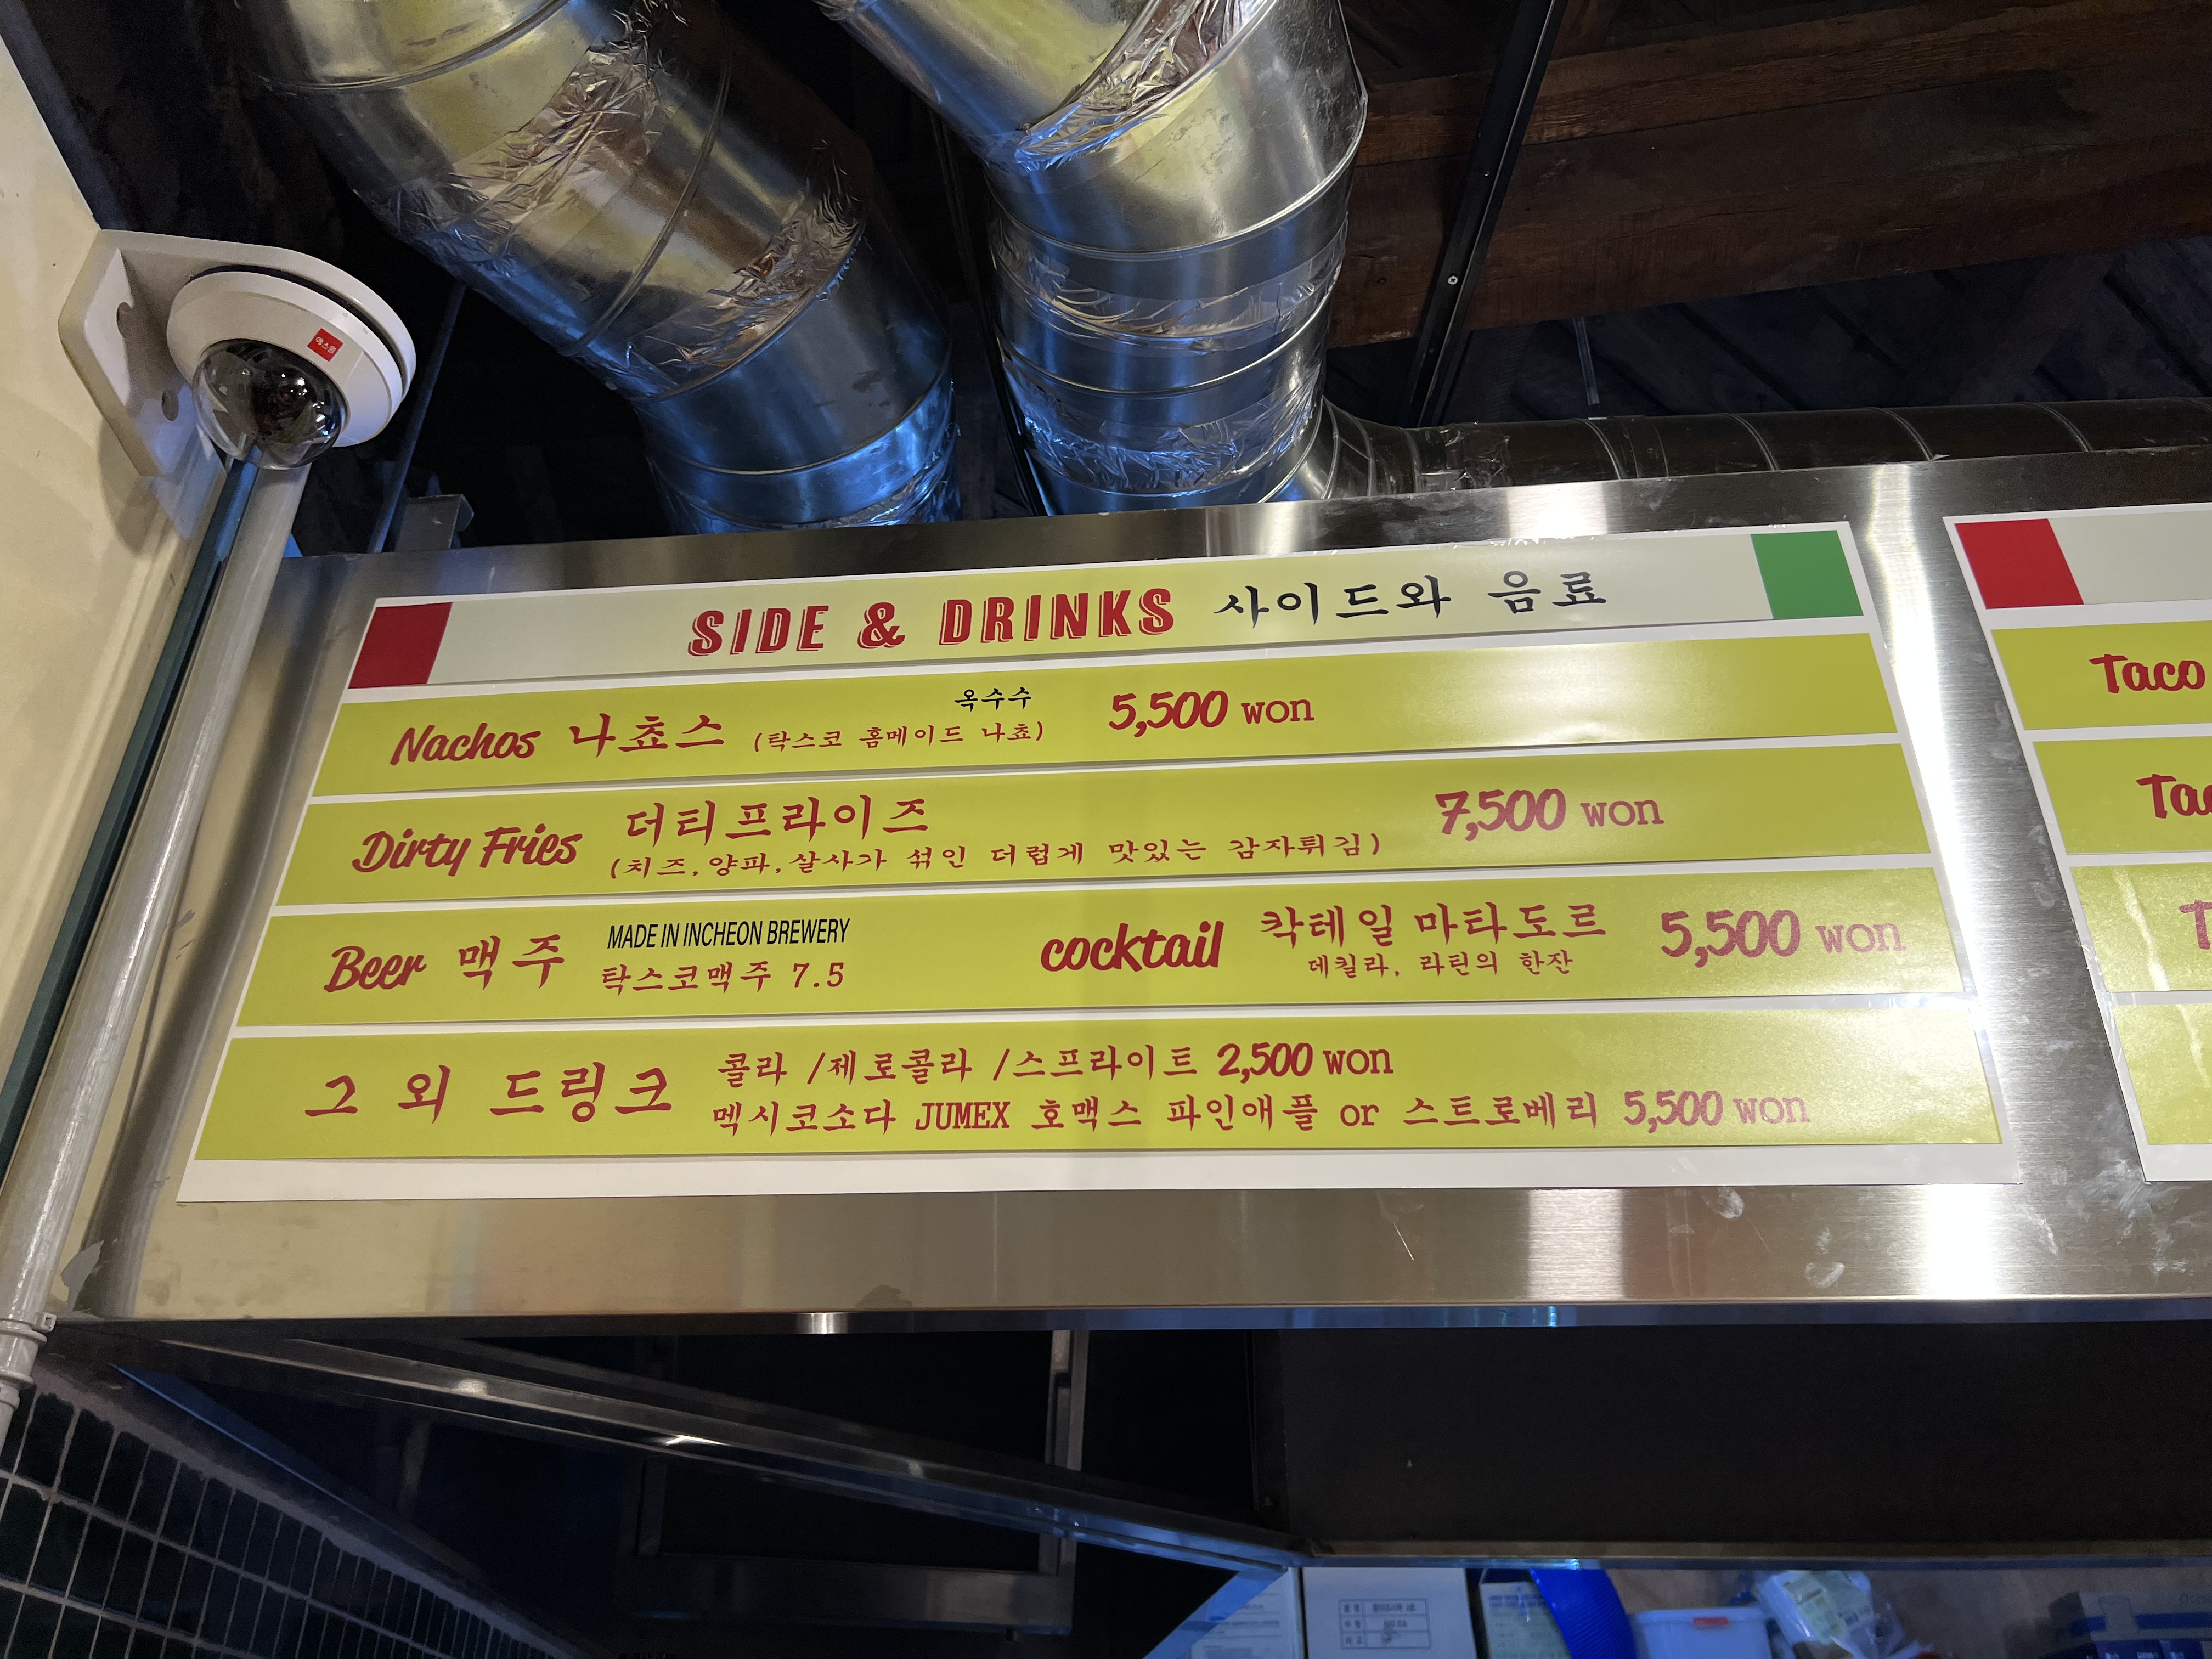 에스원
SIDE & DRINKS 사이드와 음료
옥수수
Nachos 나쵸스 (탁스코 홈메이드 나쵸) 5,500 won
Dirty Fries 더티프라이즈 7,500 won
(치즈, 양파, 살사가 섞인 더럽게 맛있는 감자튀김)
Beer 맥주 MADE IN INCHEON BREWERY
탁스코맥주 7.5
cocktail 칵테일 마타도르 5,500 won
데킬라, 라틴의 한잔
그 외 드링크 콜라 /제로콜라 /스프라이트 2,500 won
멕시코소다 JUMEX 호맥스 파인애플 or 스트로베리 5,500 won
Taco